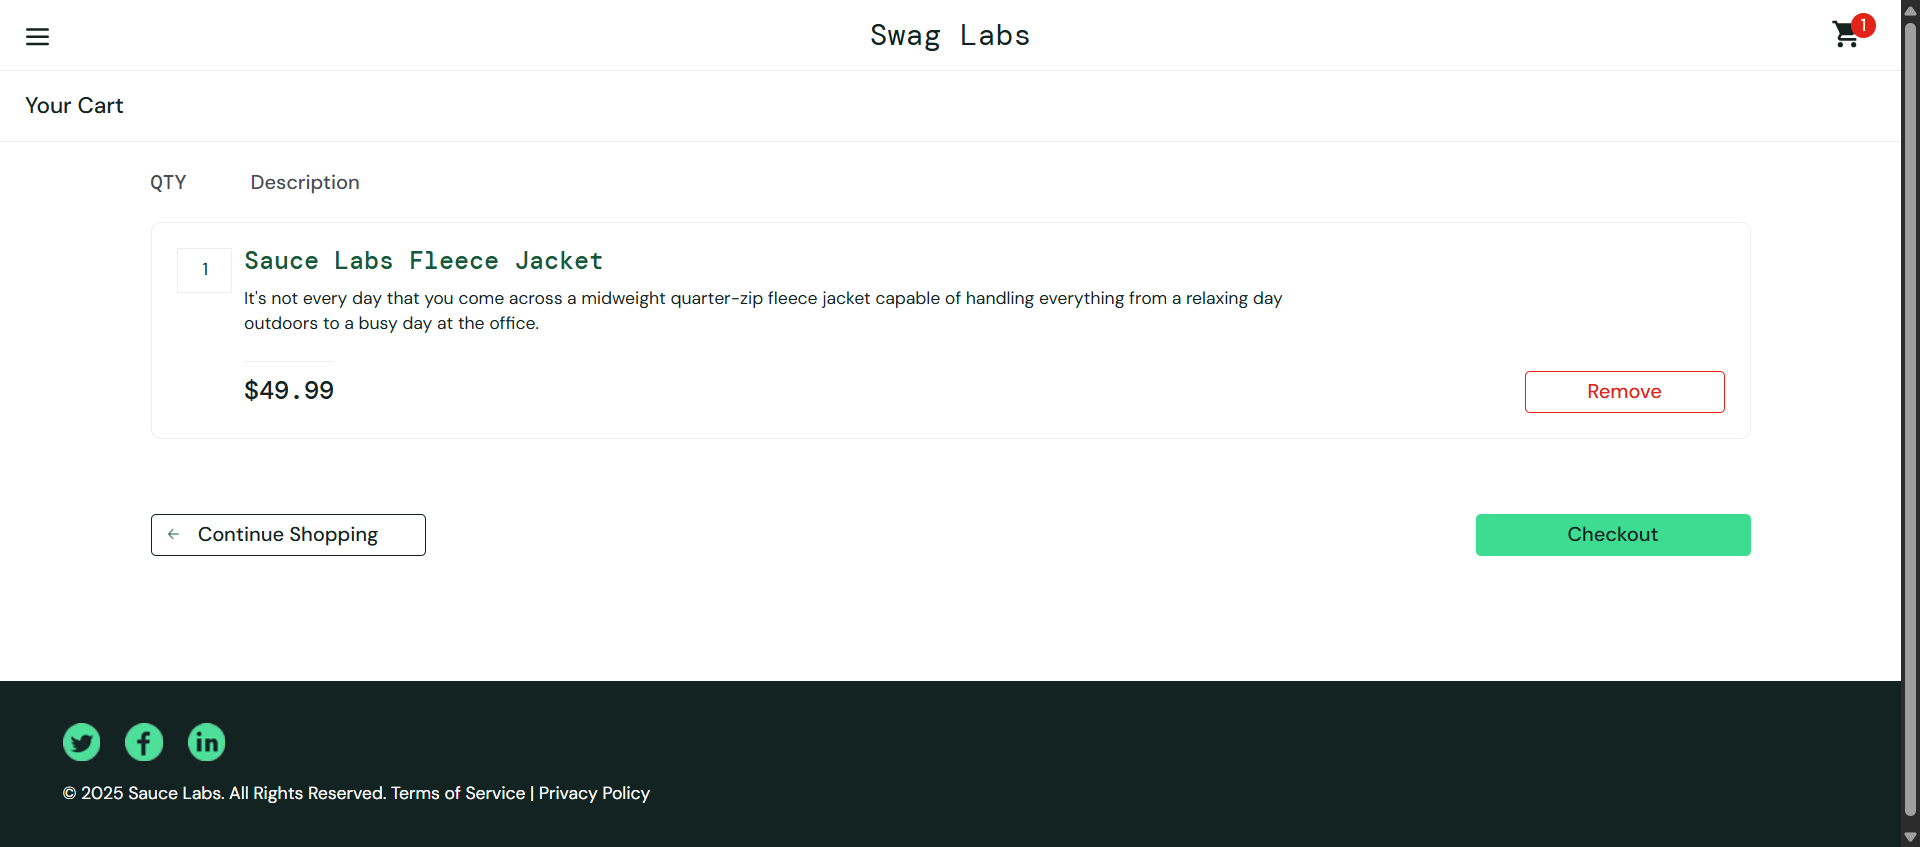 Swag Labs
1
Your Cart
QTY Description
1
Sauce Labs Fleece Jacket
It's not every day that you come across a midweight quarter-zip fleece jacket capable of handling everything from a relaxing day
outdoors to a busy day at the office.
$49.99
Remove
Continue Shopping
Checkout
© 2025 Sauce Labs. All Rights Reserved. Terms of Service | Privacy Policy